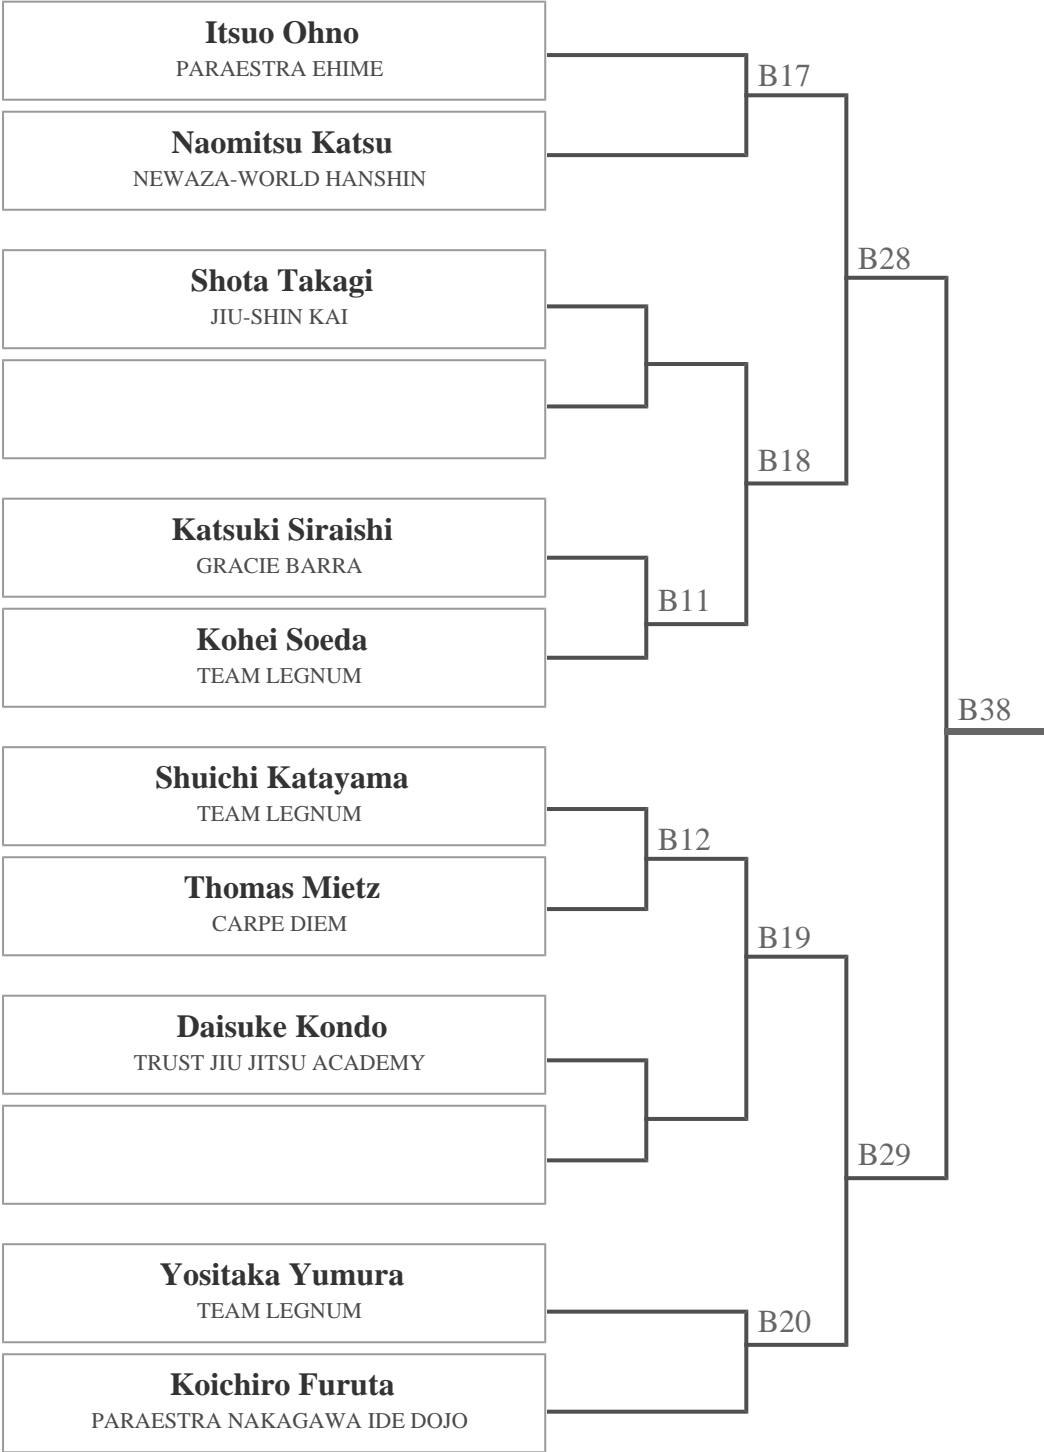 Itsuo Ohno
PARAESTRA EHIME
B17
Naomitsu Katsu
NEWAZA-WORLD HANSHIN
B28
Shota Takagi
JIU-SHIN KAI
B18
Katsuki Siraishi
GRACIE BARRA
B11
Kohei Soeda
TEAM LEGNUM
B38
Shuichi Katayama
TEAM LEGNUM
B12
Thomas Mietz
CARPE DIEM
B19
Daisuke Kondo
TRUST JIU JITSU ACADEMY
B29
Yositaka Yumura
TEAM LEGNUM
B20
Koichiro Furuta
PARAESTRA NAKAGAWA IDE DOJO